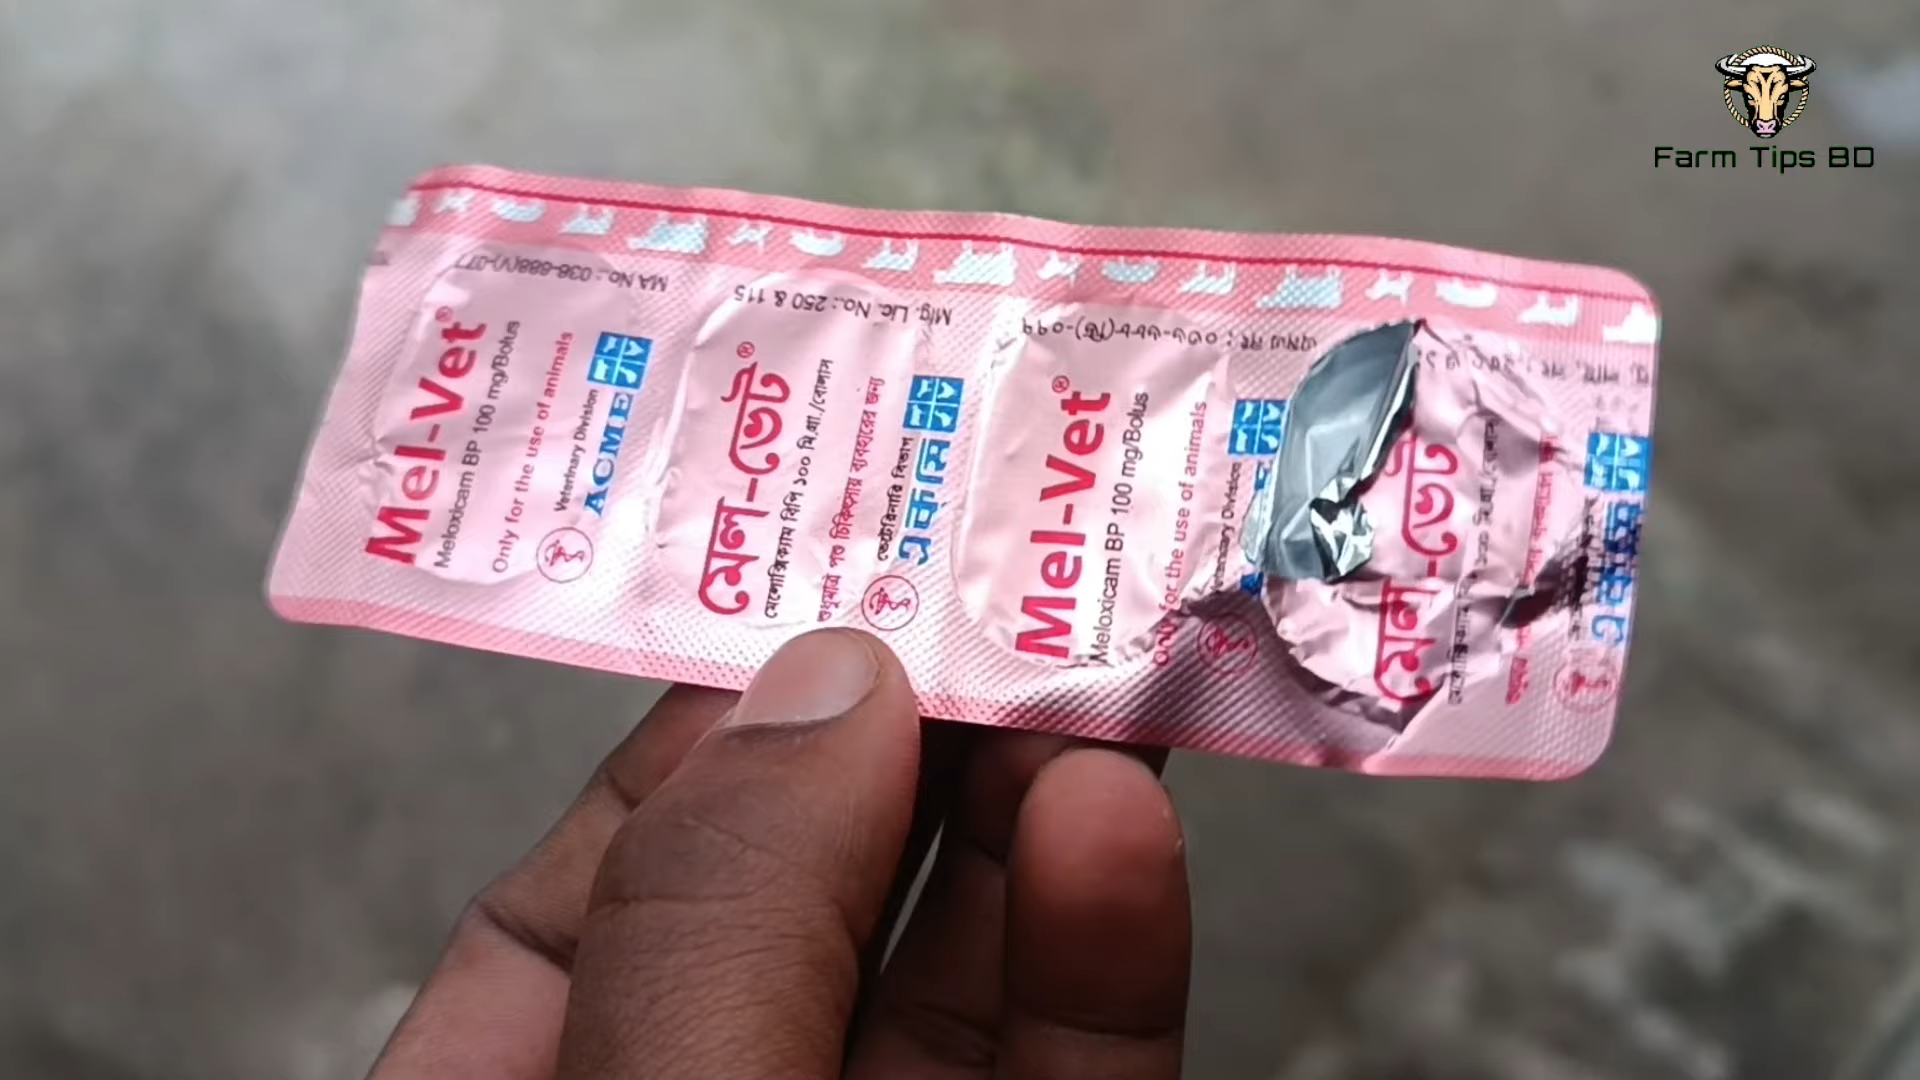 Farm Tips BD
MA No.: 038-688(V)-077
Mel-Vet®
Meloxicam BP 100 mg/Bolus
Only for the use of animals
Veterinary Division
ACME
Mfg. Lic. No.: 250 & 115
মেল-ভেট®
মেলোক্সিক্যাম বিপি ১০০ মি.গ্রা./বোলাস
শুধুমাত্র পশু চিকিৎসায় ব্যবহারের জন্য
ভেটেরিনারি বিভাগ
একমি
Mel-Vet®
Meloxicam BP 100 mg/Bolus
Only for the use of animals
Veterinary Division
মেল-ভেট
একমি